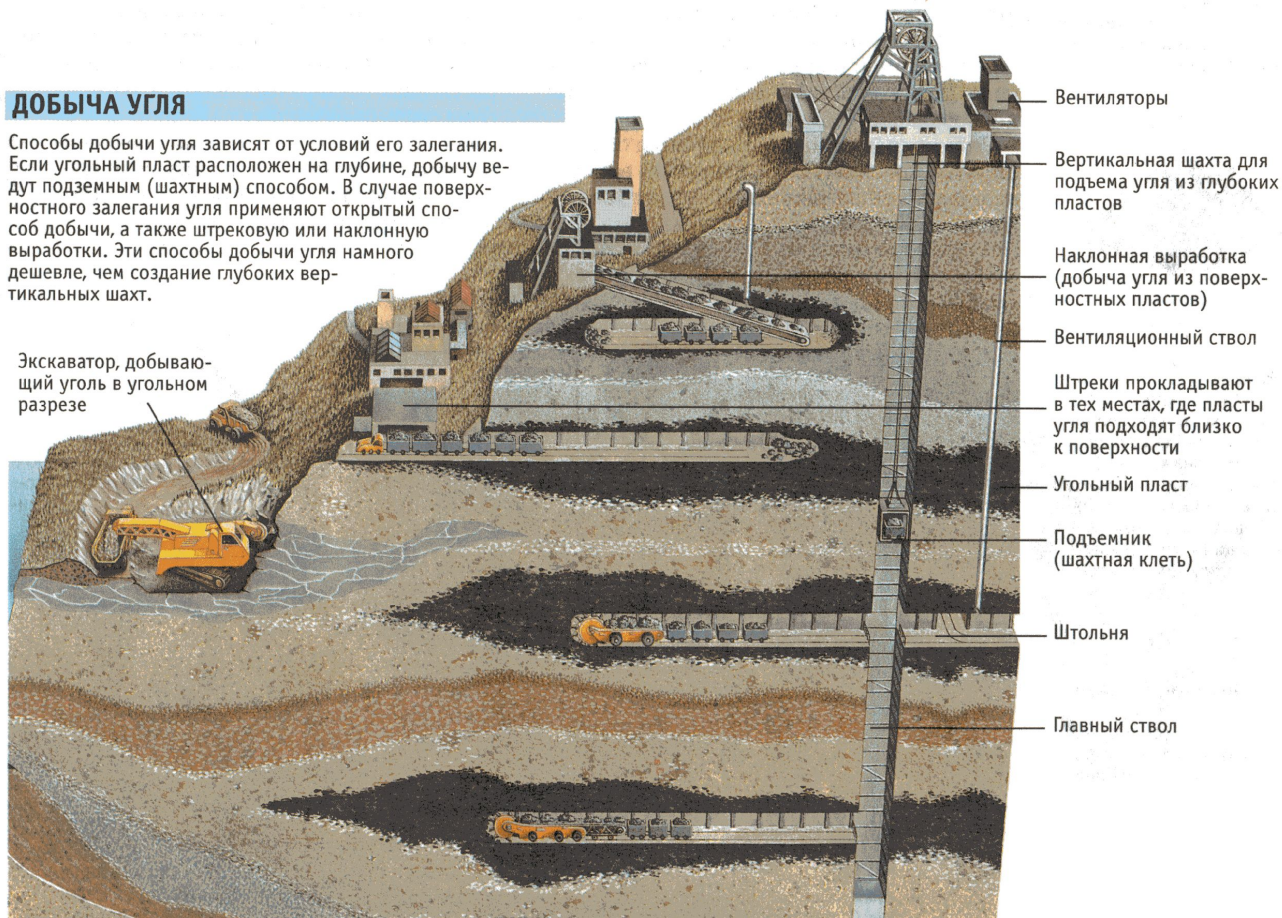 ДОБЫЧА УГЛЯ
Способы добычи угля зависят от условий его залегания.
Если угольный пласт расположен на глубине, добычу ве-
дут подземным (шахтным) способом. В случае поверх-
ностного залегания угля применяют открытый спо-
соб добычи, а также штрековую или наклонную
выработки. Эти способы добычи угля намного
дешевле, чем создание глубоких вер-
тикальных шахт.
Экскаватор, добываю-
щий уголь в угольном
разрезе
Вентиляторы
Вертикальная шахта для
подъема угля из глубоких
пластов
Наклонная выработка
(добыча угля из поверх-
ностных пластов)
Вентиляционный ствол
Штреки прокладывают
в тех местах, где пласты
угля подходят близко
к поверхности
Угольный пласт
Подъемник
(шахтная клеть)
Штольня
Главный ствол